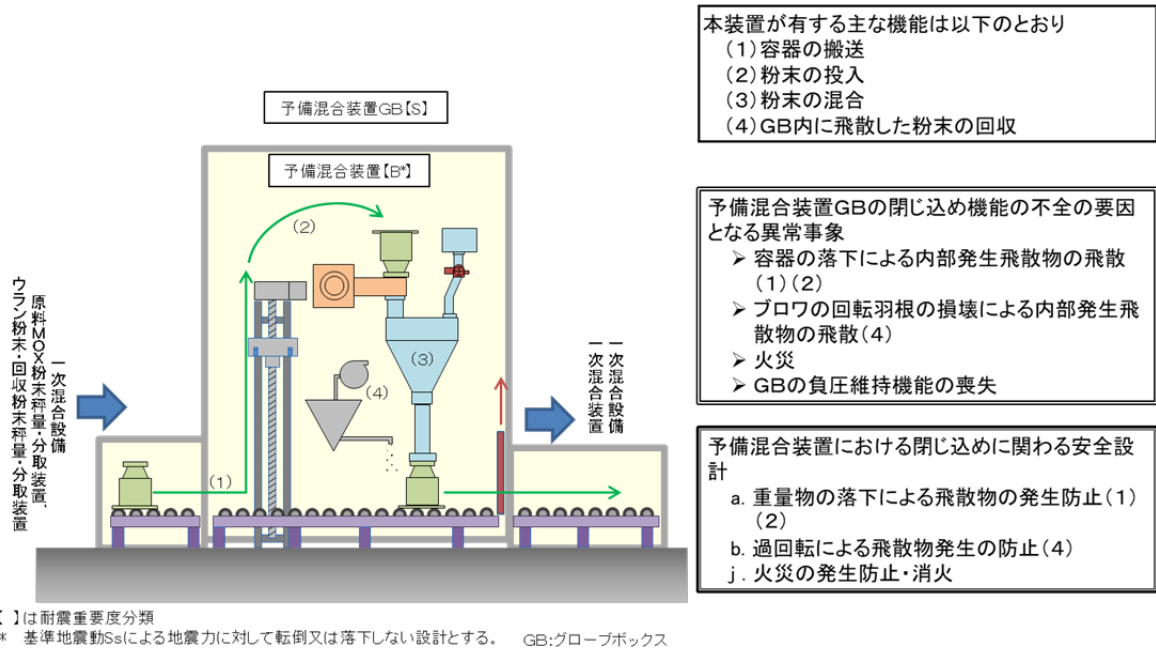 本装置が有する主な機能は以下のとおり
(1)容器の搬送
(2)粉末の投入
(3)粉末の混合
(4)GB内に飛散した粉末の回収
予備混合装置GB【S】
予備混合装置【B*】
(2)
(3)
(4)
(1)
一次混合設備
原料MOX粉末秤量・分取装置、
ウラン粉末・回収粉末秤量・分取装置
一次混合設備
一次混合装置
予備混合装置GBの閉じ込め機能の不全の要因
となる異常事象
➢ 容器の落下による内部発生飛散物の飛散
(1)(2)
➢ ブロワの回転羽根の損壊による内部発生飛
散物の飛散(4)
➢ 火災
➢ GBの負圧維持機能の喪失
予備混合装置における閉じ込めに関わる安全設
計
a. 重量物の落下による飛散物の発生防止(1)
(2)
b. 過回転による飛散物発生の防止(4)
j. 火災の発生防止・消火
【 】は耐震重要度分類
* 基準地震動Ssによる地震力に対して転倒又は落下しない設計とする。 GB:グローブボックス